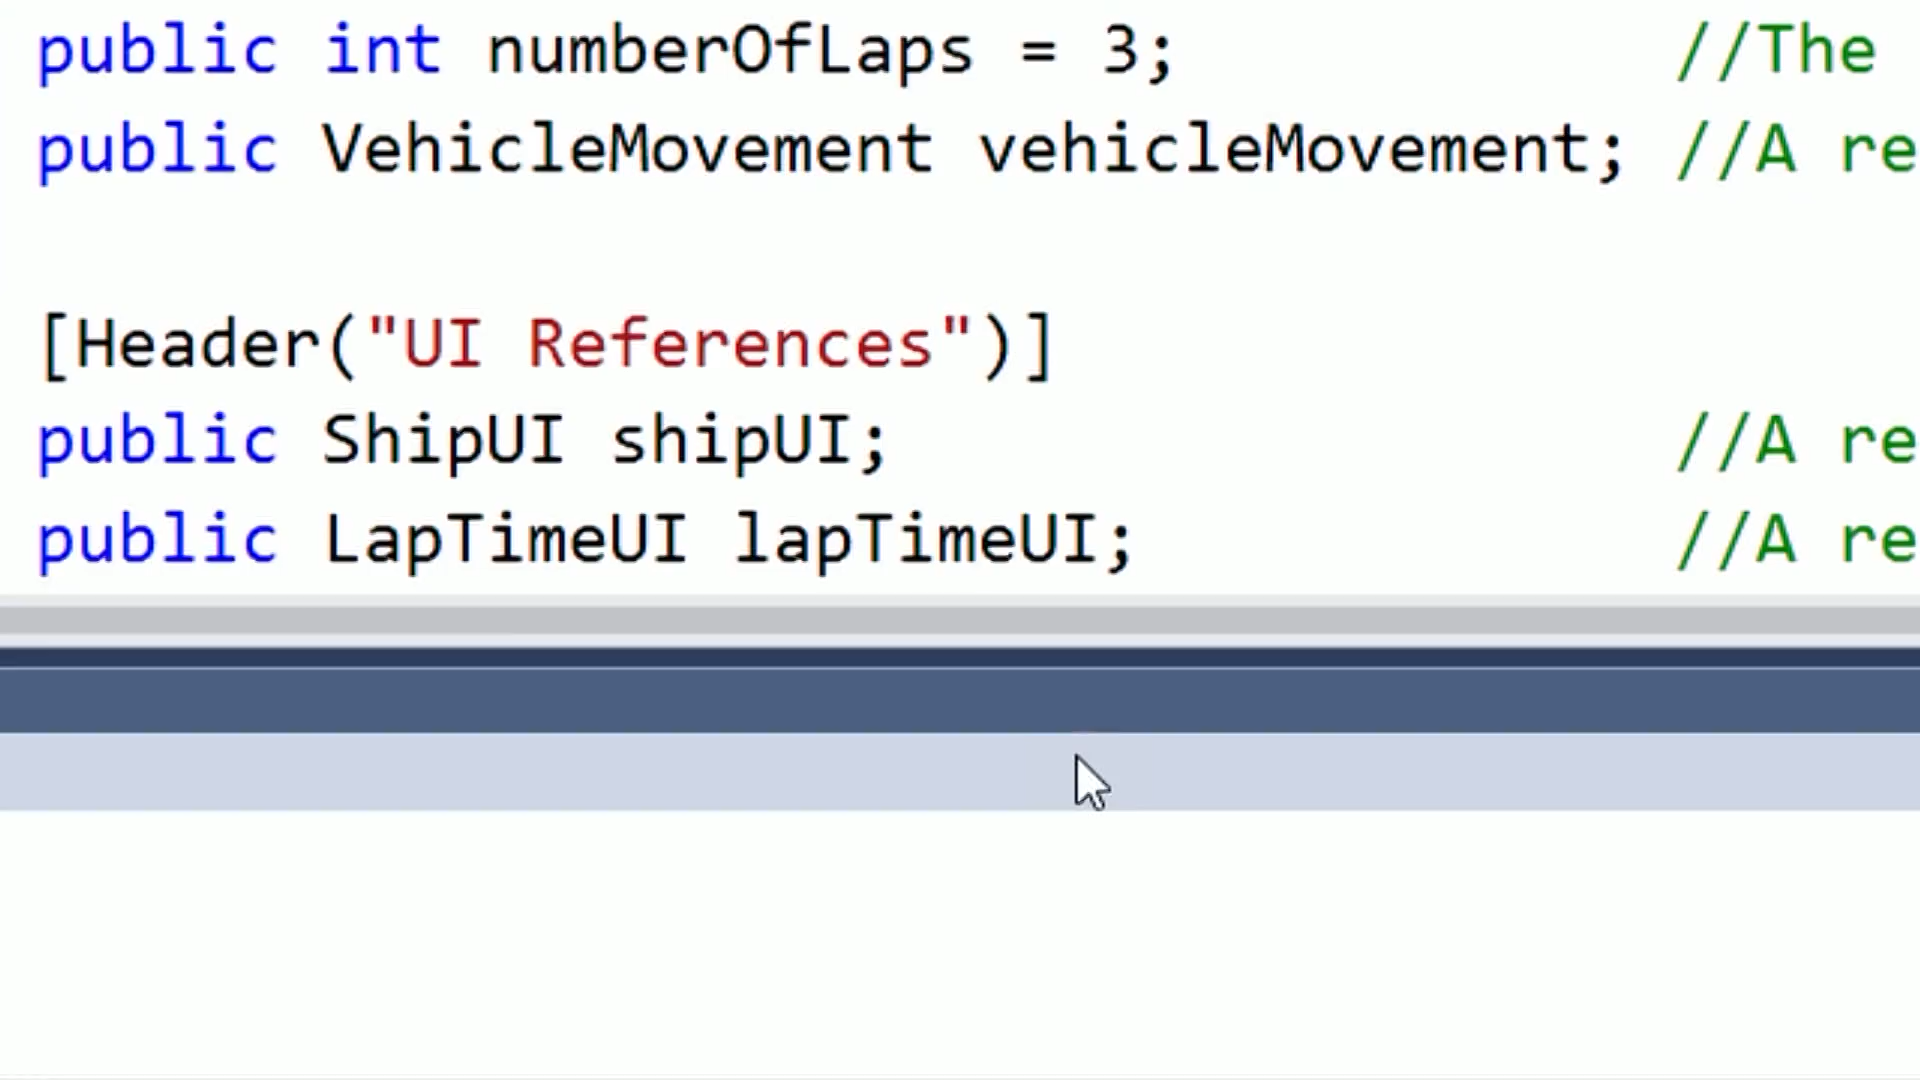 public int numberOfLaps = 3; //The
public VehicleMovement vehicleMovement; //A re
[Header("UI References")]
public ShipUI shipUI; //A re
public LapTimeUI lapTimeUI; //A re